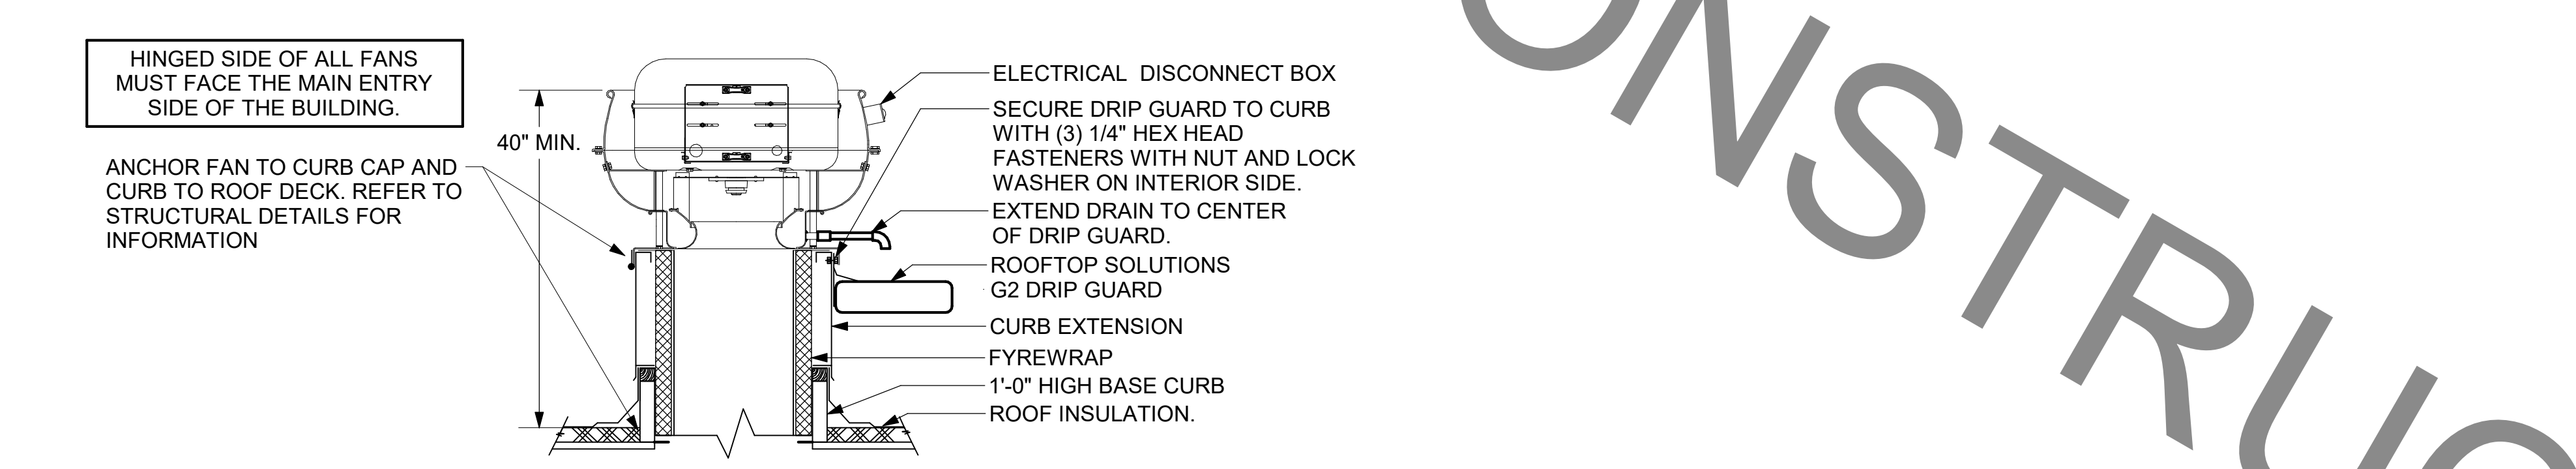 HINGED SIDE OF ALL FANS
MUST FACE THE MAIN ENTRY
SIDE OF THE BUILDING.
ANCHOR FAN TO CURB CAP AND
CURB TO ROOF DECK. REFER TO
STRUCTURAL DETAILS FOR
INFORMATION
40" MIN.
ELECTRICAL DISCONNECT BOX
SECURE DRIP GUARD TO CURB
WITH (3) 1/4" HEX HEAD
FASTENERS WITH NUT AND LOCK
WASHER ON INTERIOR SIDE.
EXTEND DRAIN TO CENTER
OF DRIP GUARD.
ROOFTOP SOLUTIONS
G2 DRIP GUARD
CURB EXTENSION
FYREWRAP
1'-0" HIGH BASE CURB
ROOF INSULATION.
ONSTRUC